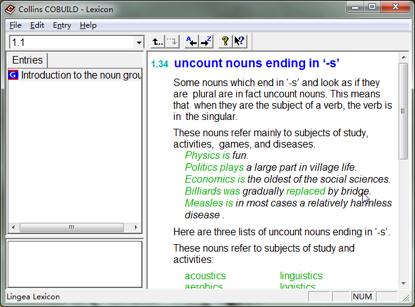 Collins COBUILD - Lexicon
File Edit Entry Help
1.1
Entries
G Introduction to the noun grou
1.34 uncount nouns ending in ‘-s’
Some nouns which end in ‘-s’ and look as if they
are plural are in fact uncount nouns. This means
that when they are the subject of a verb, the verb is
in the singular.
These nouns refer mainly to subjects of study,
activities, games, and diseases.
Physics is fun.
Politics plays a large part in village life.
Economics is the oldest of the social sciences.
Billiards was gradually replaced by bridge.
Measles is in most cases a relatively harmless
disease .
Here are three lists of uncount nouns ending in ‘-s’.
These nouns refer to subjects of study and
activities:
acoustics linguistics
aerobics logistics
Lingea Lexicon NUM